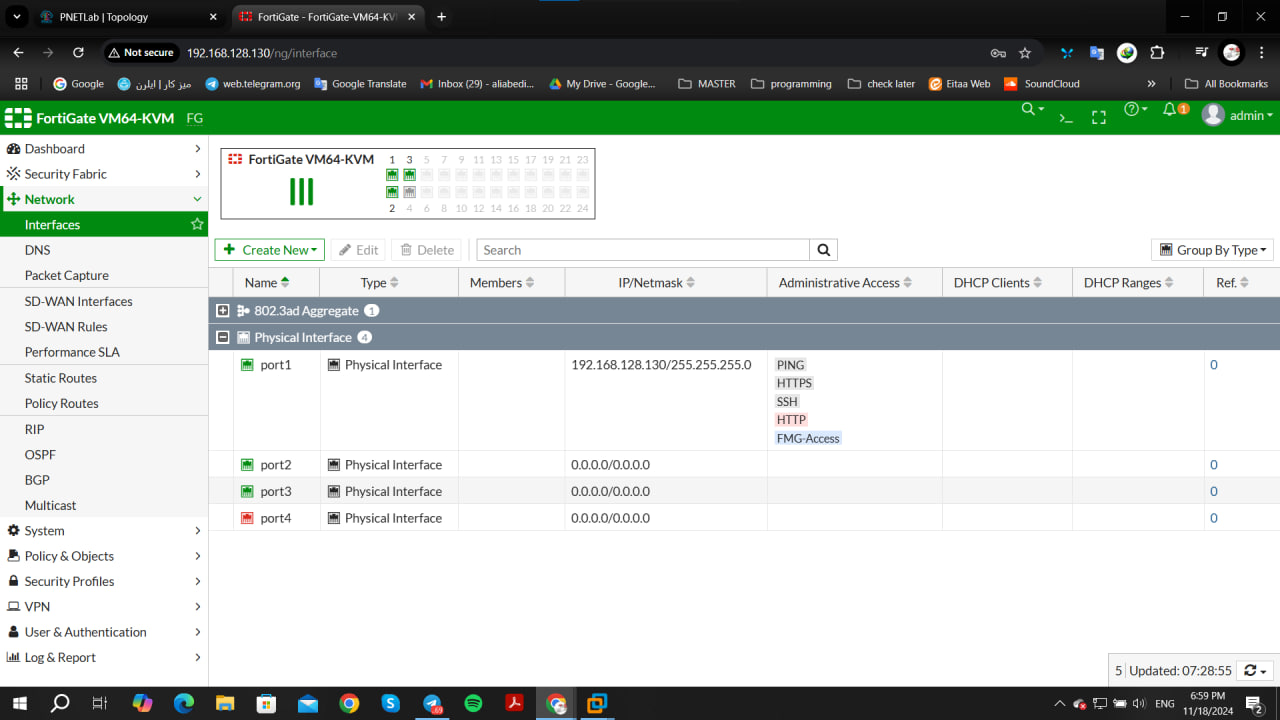 PNETLab | Topology
FortiGate - FortiGate-VM64-KV
Not secure
192.168.128.130/ng/interface
Google
میز کار | ایلرن
web.telegram.org
Google Translate
Inbox (29) - aliabedi...
My Drive - Google...
MASTER
programming
check later
Eitaa Web
SoundCloud
All Bookmarks
FortiGate VM64-KVM FG
1
admin
Dashboard
Security Fabric
Network
Interfaces
DNS
Packet Capture
SD-WAN Interfaces
SD-WAN Rules
Performance SLA
Static Routes
Policy Routes
RIP
OSPF
BGP
Multicast
System
Policy & Objects
Security Profiles
VPN
User & Authentication
Log & Report
FortiGate VM64-KVM
1 3 5 7 9 11 13 15 17 19 21 23
2 4 6 8 10 12 14 16 18 20 22 24
Create New Edit Delete Search Group By Type
Name Type Members IP/Netmask Administrative Access DHCP Clients DHCP Ranges Ref.
802.3ad Aggregate 1
Physical Interface 4
port1 Physical Interface 192.168.128.130/255.255.255.0 PING 0
HTTPS
SSH
HTTP
FMG-Access
port2 Physical Interface 0.0.0.0/0.0.0.0 0
port3 Physical Interface 0.0.0.0/0.0.0.0 0
port4 Physical Interface 0.0.0.0/0.0.0.0 0
5 Updated: 07:28:55
69
ENG
6:59 PM
11/18/2024
2